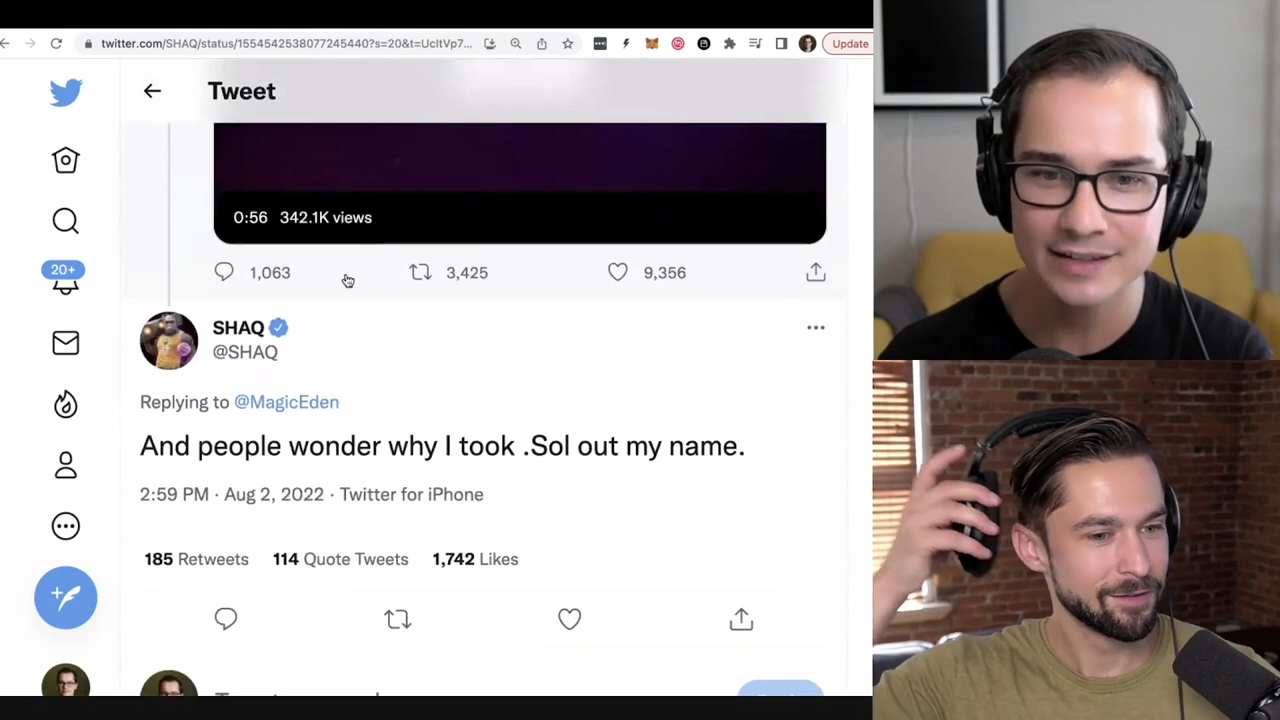 twitter.com/SHAQ/status/1554542538077245440?s=20&t=UcItVp7...
Update
Tweet
0:56 342.1K views
1,063 3,425 9,356
20+
SHAQ
@SHAQ
Replying to @MagicEden
And people wonder why I took .Sol out my name.
2:59 PM · Aug 2, 2022 · Twitter for iPhone
185 Retweets 114 Quote Tweets 1,742 Likes